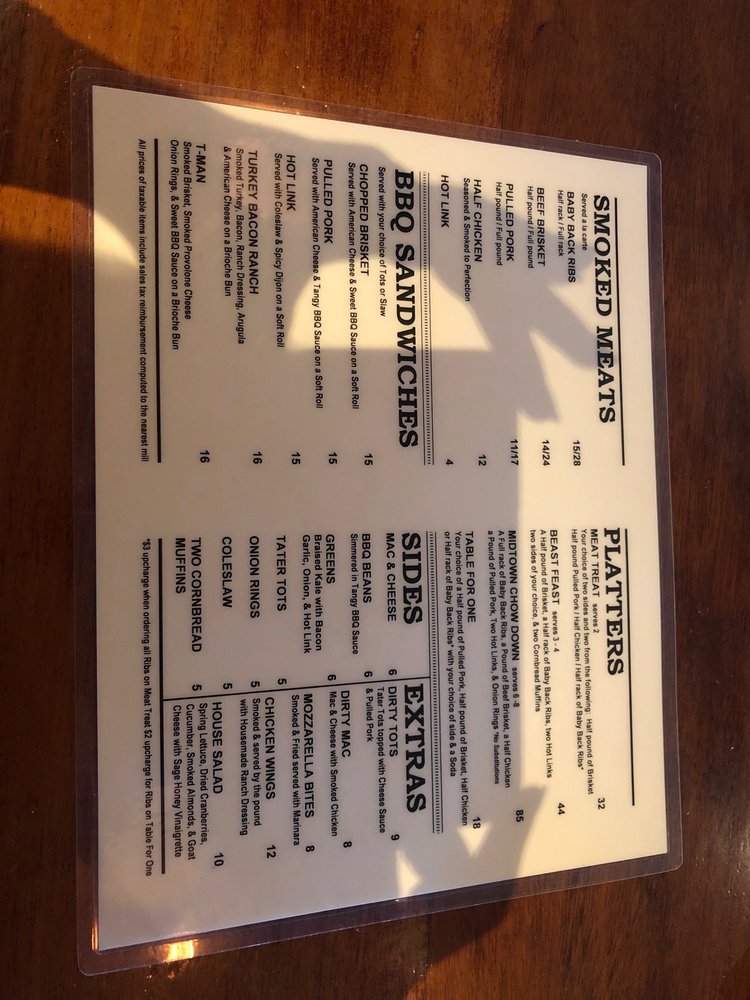 SMOKED MEATS
Served a la carte
BABY BACK RIBS 15/28
Half rack / Full rack
BEEF BRISKET 14/24
Half pound / Full pound
PULLED PORK 11/17
Half pound / Full pound
HALF CHICKEN 12
Seasoned & Smoked to Perfection
HOT LINK 4
BBQ SANDWICHES
Served with your choice of Tots or Slaw
CHOPPED BRISKET 15
Served with American Cheese & Sweet BBQ Sauce on a Soft Roll
PULLED PORK 15
Served with American Cheese & Tangy BBQ Sauce on a Soft Roll
HOT LINK 15
Served with Coleslaw & Spicy Dijon on a Soft Roll
TURKEY BACON RANCH 16
Smoked Turkey, Bacon, Ranch Dressing, Arugula
& American Cheese on a Brioche Bun
T-MAN 16
Smoked Brisket, Smoked Provolone Cheese
Onion Rings, & Sweet BBQ Sauce on a Brioche Bun
All prices of taxable items include sales tax reimbursement computed to the nearest mill
PLATTERS
MEAT TREAT serves 2 32
Your choice of two sides and two from the following: Half pound of Brisket
Half pound Pulled Pork / Half Chicken / Half rack of Baby Back Ribs*
BEAST FEAST serves 3 - 4 44
A Half pound of Brisket, a Half rack of Baby Back Ribs, two Hot Links
two sides of your choice, & two Cornbread Muffins
MIDTOWN CHOW DOWN serves 6 -8 85
A Full rack of Baby Back Ribs, a Pound of Beef Brisket, a Half Chicken
a Pound of Pulled Pork, Two Hot Links, & Onion Rings *No Substitutions
TABLE FOR ONE 18
Your choice of a Half pound of Pulled Pork, Half pound of Brisket, Half Chicken
or Half rack of Baby Back Ribs* with your choice of side & a Soda
SIDES
MAC & CHEESE 6
BBQ BEANS 6
Simmered in Tangy BBQ Sauce
GREENS 6
Braised Kale with Bacon
Garlic, Onion, & Hot Link
TATER TOTS 5
ONION RINGS 5
COLESLAW 5
TWO CORNBREAD 5
MUFFINS
EXTRAS
DIRTY TOTS 9
Tater Tots topped with Cheese Sauce
& Pulled Pork
DIRTY MAC 8
Mac & Cheese with Smoked Chicken
MOZZARELLA BITES 8
Smoked & Fried served with Marinara
CHICKEN WINGS 12
Smoked & served by the pound
with Housemade Ranch Dressing
HOUSE SALAD 10
Spring Lettuce, Dried Cranberries,
Cucumber, Smoked Almonds, & Goat
Cheese with Sage Honey Vinaigrette
*$3 upcharge when ordering all Ribs on Meat Treat $2 upcharge for Ribs on Table For One